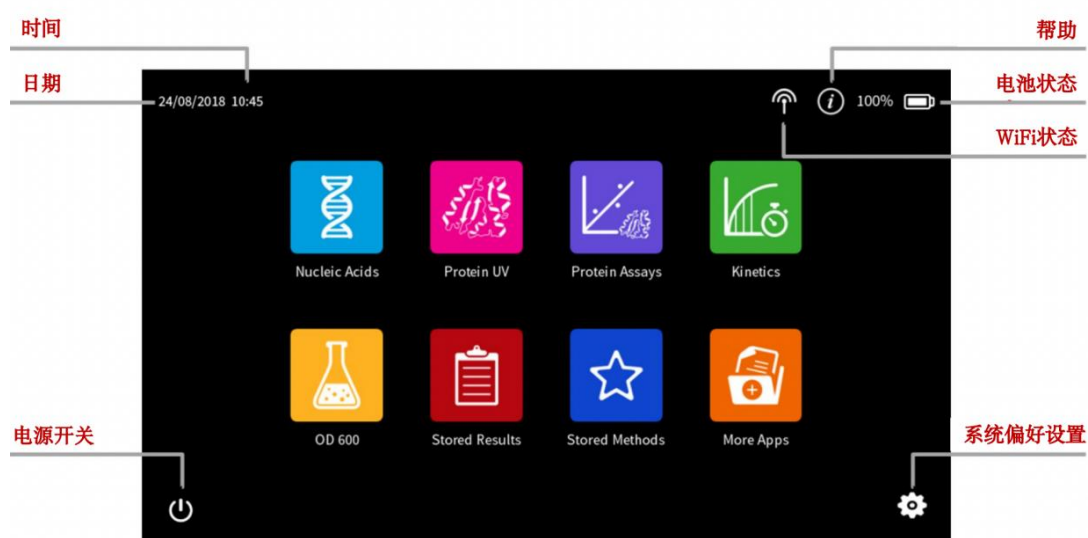 时间
帮助
日期
电池状态
24/08/2018 10:45
100%
WiFi状态
Nucleic Acids
Protein UV
Protein Assays
Kinetics
OD 600
Stored Results
Stored Methods
More Apps
电源开关
系统偏好设置